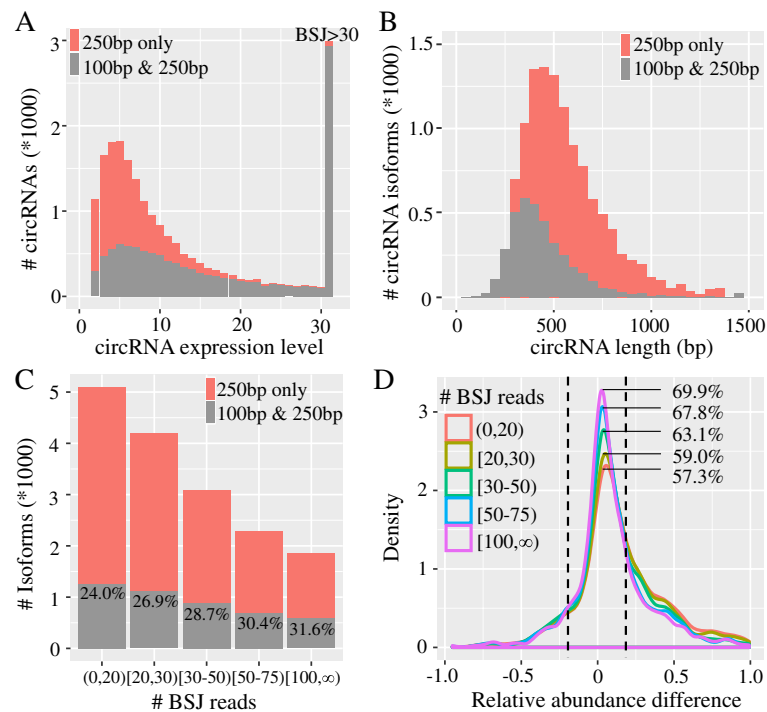 A
BSJ>30
250bp only
100bp & 250bp
# circRNAs (*1000)
3
2
1
0
0
10
20
30
circRNA expression level
B
250bp only
100bp & 250bp
# circRNA isoforms (*1000)
1.5
1.0
0.5
0
0
500
1000
1500
circRNA length (bp)
C
250bp only
100bp & 250bp
# Isoforms (*1000)
5
4
3
2
1
0
24.0%
26.9%
28.7%
30.4%
31.6%
(0,20)
[20,30)
[30-50)
[50-75)
[100,∞)
# BSJ reads
D
# BSJ reads
(0,20)
[20,30)
[30-50)
[50-75)
[100,∞)
69.9%
67.8%
63.1%
59.0%
57.3%
Density
3
2
1
0
-1.0
-0.5
0
0.5
1.0
Relative abundance difference